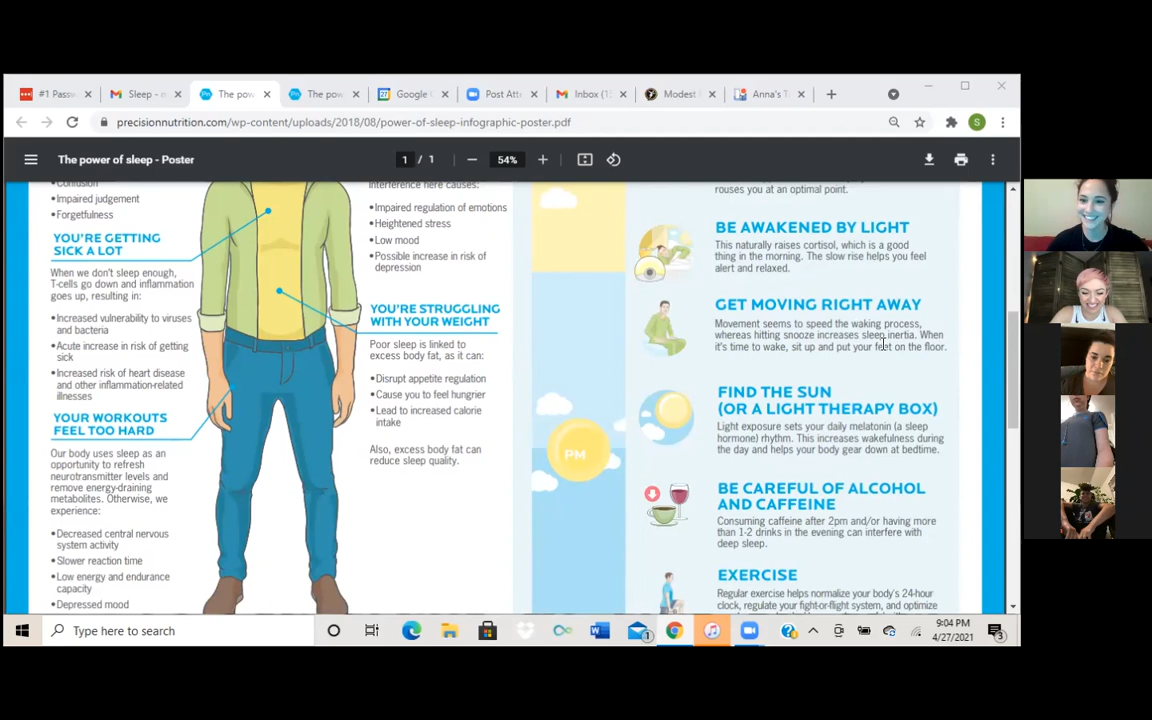 #1 Passw
Sleep - m
The pow
The pow
Google C
Post Atte
Inbox (1
Modest
Anna's T
precisionnutrition.com/wp-content/uploads/2018/08/power-of-sleep-infographic-poster.pdf
S
The power of sleep - Poster
1 / 1
54%
•Confusion
•Impaired judgement
•Forgetfulness
YOU'RE GETTING
SICK A LOT
When we don't sleep enough,
T-cells go down and inflammation
goes up, resulting in:
•Increased vulnerability to viruses
and bacteria
•Acute increase in risk of getting
sick
•Increased risk of heart disease
and other inflammation-related
illnesses
YOUR WORKOUTS
FEEL TOO HARD
Our body uses sleep as an
opportunity to refresh
neurotransmitter levels and
remove energy-draining
metabolites. Otherwise, we
experience:
•Decreased central nervous
system activity
•Slower reaction time
•Low energy and endurance
capacity
•Depressed mood
interference here causes:
•Impaired regulation of emotions
•Heightened stress
•Low mood
•Possible increase in risk of
depression
YOU'RE STRUGGLING
WITH YOUR WEIGHT
Poor sleep is linked to
excess body fat, as it can:
•Disrupt appetite regulation
•Cause you to feel hungrier
•Lead to increased calorie
intake
Also, excess body fat can
reduce sleep quality.
PM
rouses you at an optimal point.
BE AWAKENED BY LIGHT
This naturally raises cortisol, which is a good
thing in the morning. The slow rise helps you feel
alert and relaxed.
GET MOVING RIGHT AWAY
Movement seems to speed the waking process,
whereas hitting snooze increases sleep inertia. When
it's time to wake, sit up and put your feet on the floor.
FIND THE SUN
(OR A LIGHT THERAPY BOX)
Light exposure sets your daily melatonin (a sleep
hormone) rhythm. This increases wakefulness during
the day and helps your body gear down at bedtime.
BE CAREFUL OF ALCOHOL
AND CAFFEINE
Consuming caffeine after 2pm and/or having more
than 1-2 drinks in the evening can interfere with
deep sleep.
EXERCISE
Regular exercise helps normalize your body's 24-hour
clock, regulate your fight-or-flight system, and optimize
Type here to search
1
9:04 PM
4/27/2021
3